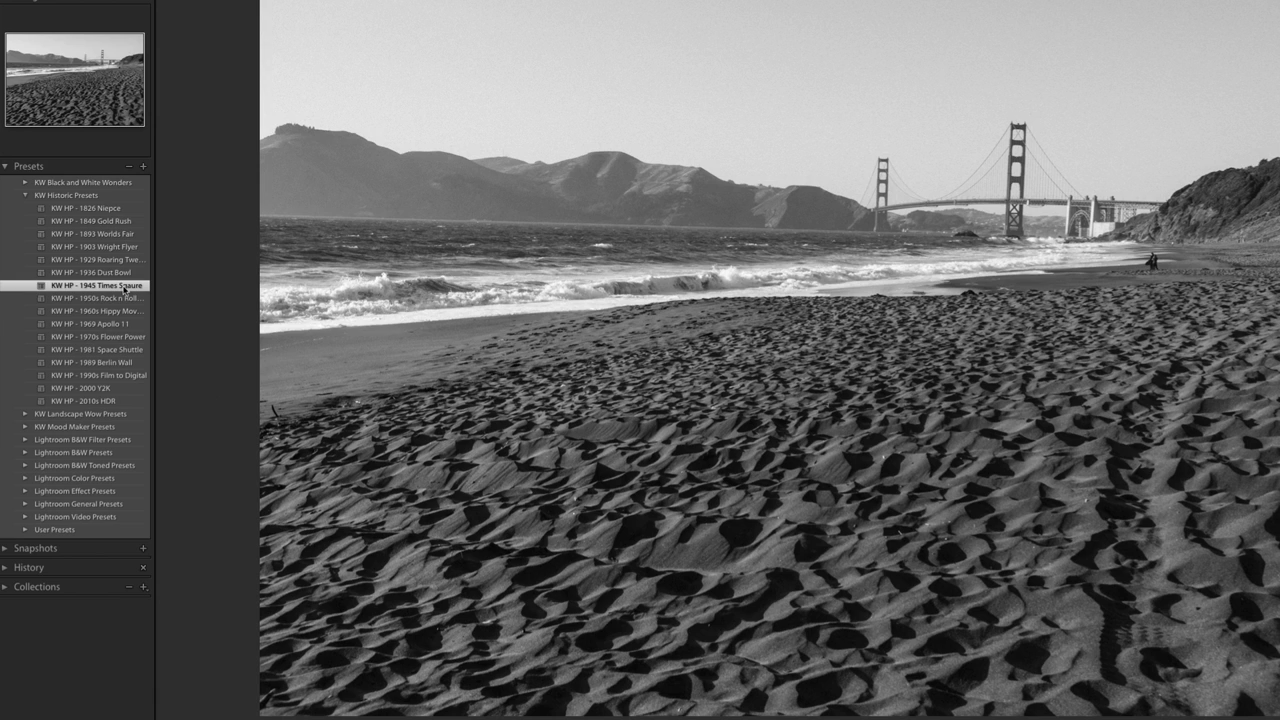 Presets
KW Black and White Wonders
KW Historic Presets
KW HP - 1826 Niepce
KW HP - 1849 Gold Rush
KW HP - 1893 Worlds Fair
KW HP - 1903 Wright Flyer
KW HP - 1929 Roaring Twe...
KW HP - 1936 Dust Bowl
KW HP - 1945 Times Sqaure
KW HP - 1950s Rock n Roll...
KW HP - 1960s Hippy Mov...
KW HP - 1969 Apollo 11
KW HP - 1970s Flower Power
KW HP - 1981 Space Shuttle
KW HP - 1989 Berlin Wall
KW HP - 1990s Film to Digital
KW HP - 2000 Y2K
KW HP - 2010s HDR
KW Landscape Wow Presets
KW Mood Maker Presets
Lightroom B&W Filter Presets
Lightroom B&W Presets
Lightroom B&W Toned Presets
Lightroom Color Presets
Lightroom Effect Presets
Lightroom General Presets
Lightroom Video Presets
User Presets
Snapshots
History
Collections